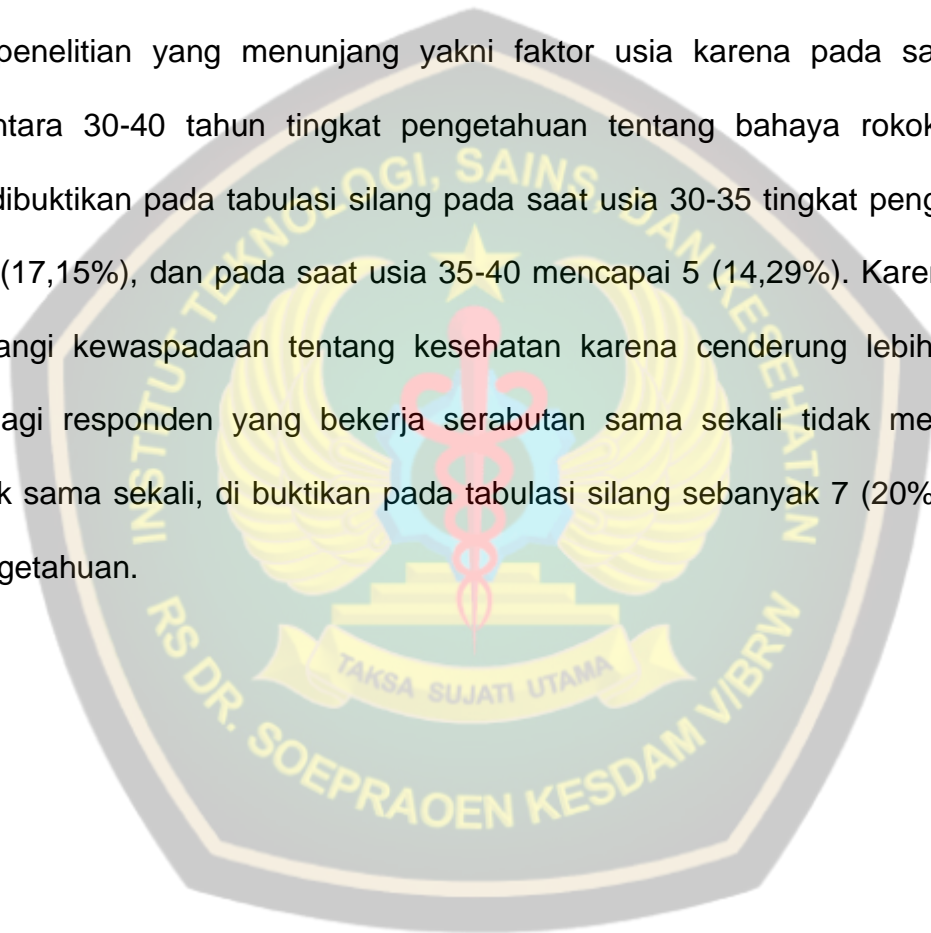 penelitian yang menunjang yakni faktor usia karena pada sa
ntara 30-40 tahun tingkat pengetahuan tentang bahaya rokok
dibuktikan pada tabulasi silang pada saat usia 30-35 tingkat peng
(17,15%), dan pada saat usia 35-40 mencapai 5 (14,29%). Karer
angi kewaspadaan tentang kesehatan karena cenderung lebih
agi responden yang bekerja serabutan sama sekali tidak me
k sama sekali, di buktikan pada tabulasi silang sebanyak 7 (20%
getahuan.
INSTITUT TEKNOLOGI, SAINS, DAN KESEHATAN
TAKSA SUJATI UTAMA
RS DR. SOEPRAOEN KESDAM V/BRW